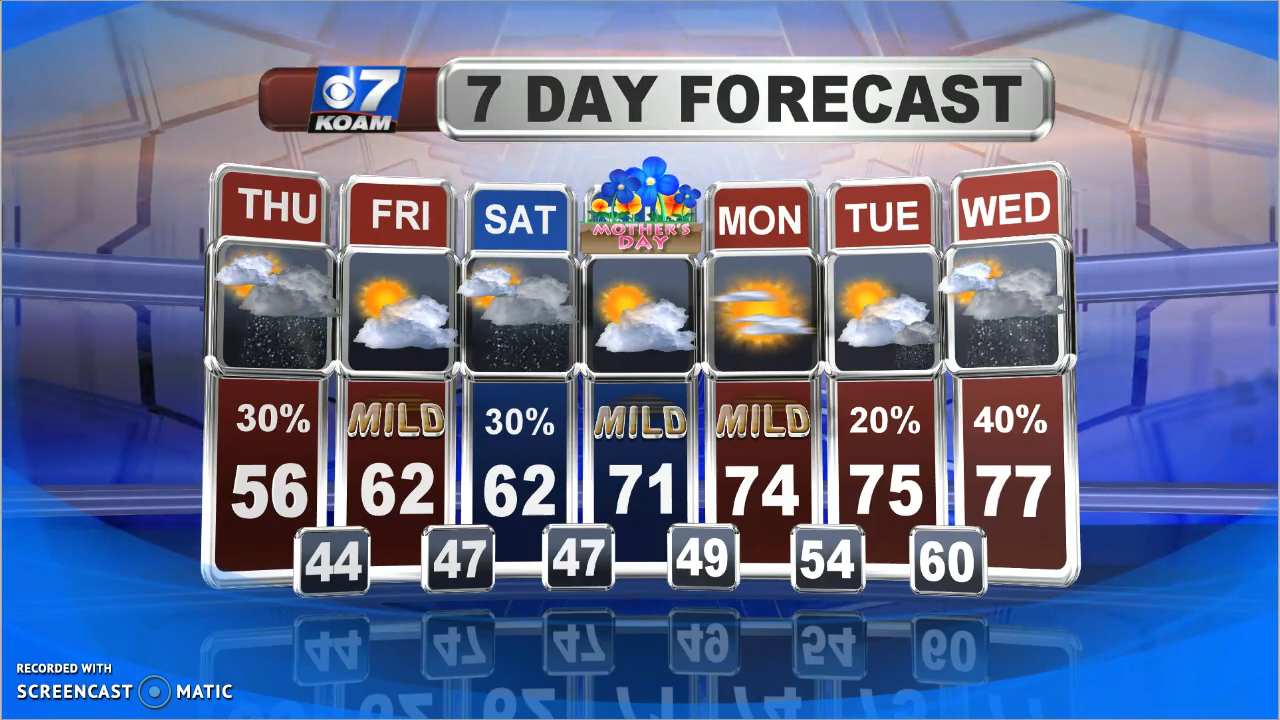 7
KOAM
7 DAY FORECAST
THU FRI SAT MOTHER'S DAY MON TUE WED
30% MILD 30% MILD MILD 20% 40%
56 62 62 71 74 75 77
44 47 47 49 54 60
RECORDED WITH
SCREENCAST MATIC